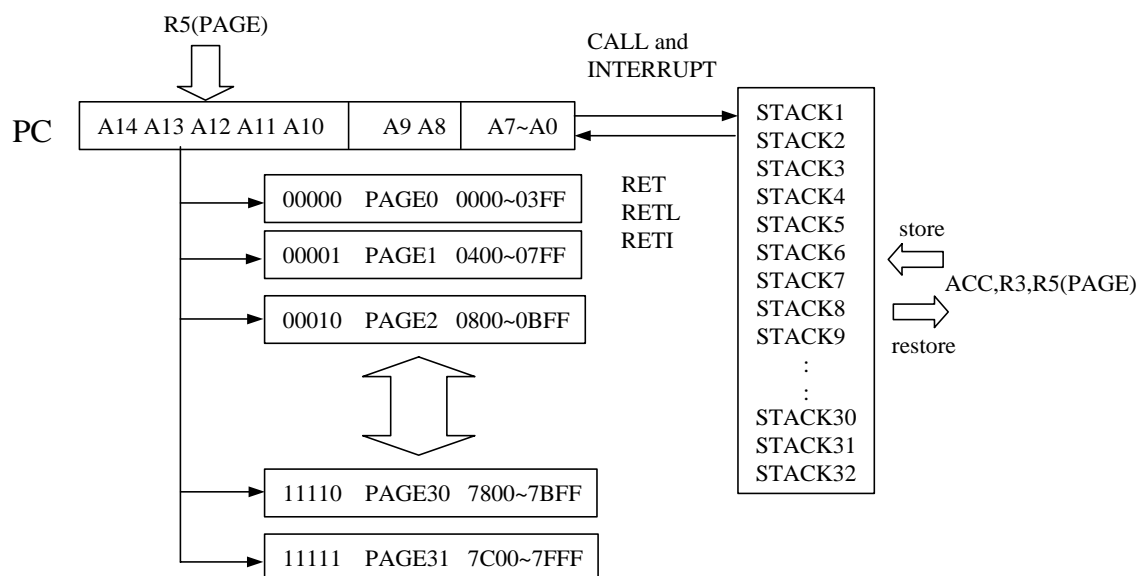 R5(PAGE)
CALL and
INTERRUPT
PC
A14 A13 A12 A11 A10
A9 A8
A7~A0
00000 PAGE0 0000~03FF
00001 PAGE1 0400~07FF
00010 PAGE2 0800~0BFF
11110 PAGE30 7800~7BFF
11111 PAGE31 7C00~7FFF
RET
RETL
RETI
STACK1
STACK2
STACK3
STACK4
STACK5
STACK6
STACK7
STACK8
STACK9
:
:
STACK30
STACK31
STACK32
store
ACC,R3,R5(PAGE)
restore